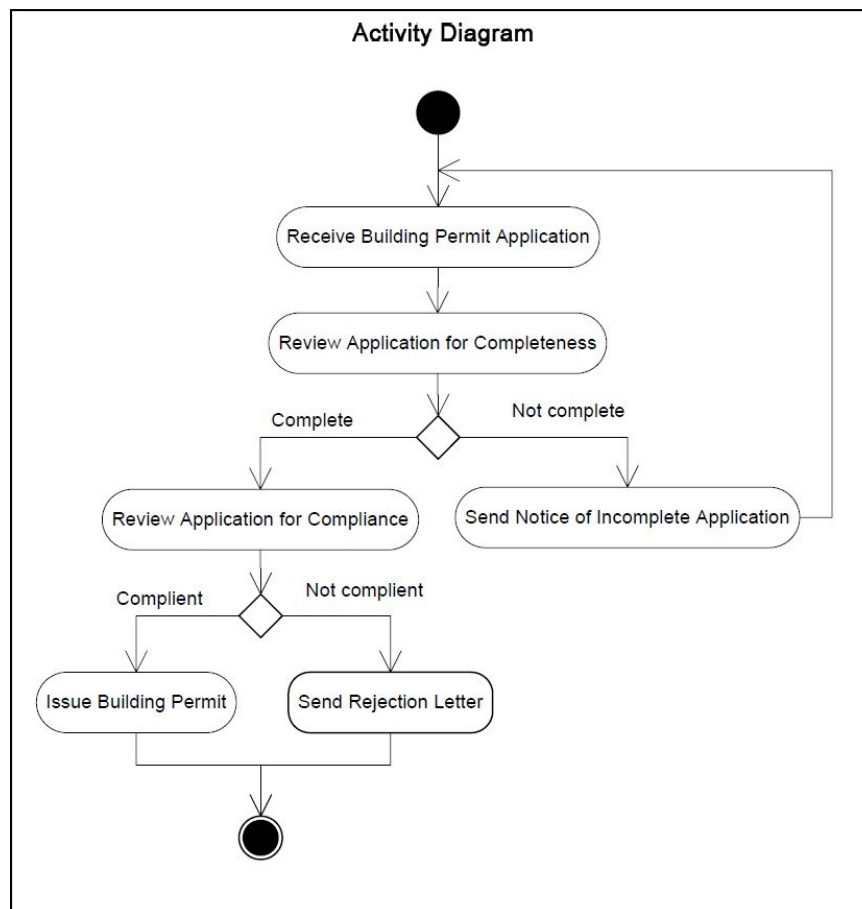 Activity Diagram
Receive Building Permit Application
Review Application for Completeness
Complete
Not complete
Review Application for Compliance
Send Notice of Incomplete Application
Complient
Not complient
Issue Building Permit
Send Rejection Letter